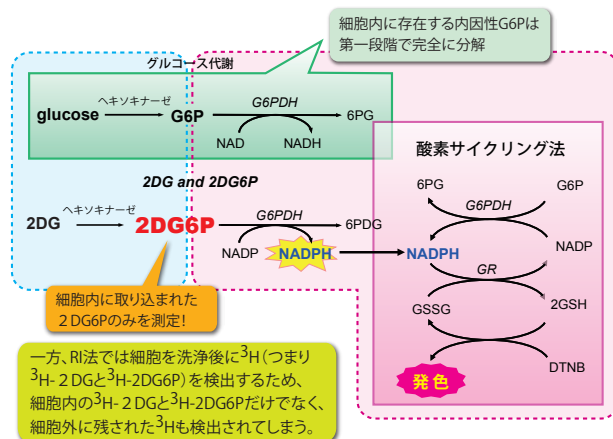 細胞内に存在する内因性G6Pは
第一段階で完全に分解
グルコース代謝
glucose
ヘキソキナーゼ
G6P
G6PDH
6PG
NAD
NADH
2DG and 2DG6P
2DG
ヘキソキナーゼ
2DG6P
G6PDH
6PDG
NADP
NADPH
細胞内に取り込まれた
２DG6Pのみを測定!
酸素サイクリング法
6PG
G6P
G6PDH
NADPH
NADP
GR
GSSG
2GSH
DTNB
発色
一方、RI法では細胞を洗浄後に³H（つまり
³H-２DGと³H-2DG6P）を検出するため、
細胞内の³H-２DGと³H-2DG6Pだけでなく、
細胞外に残された³Hも検出されてしまう。